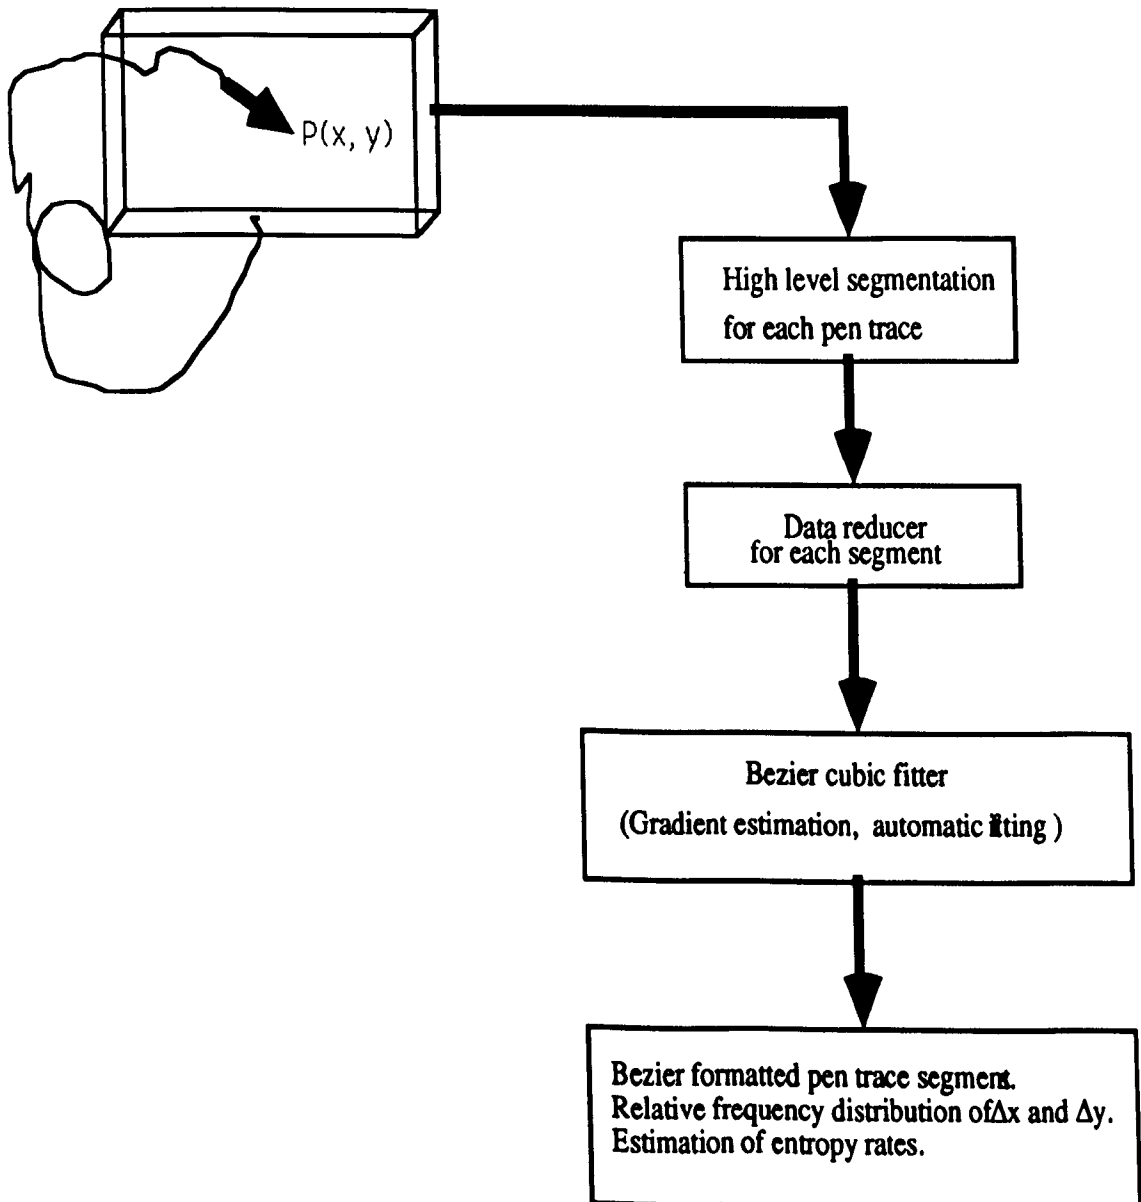 P(x, y)
High level segmentation
for each pen trace
Data reducer
for each segment
Bezier cubic fitter
(Gradient estimation, automatic fitting )
Bezier formatted pen trace segment.
Relative frequency distribution of Δx and Δy.
Estimation of entropy rates.